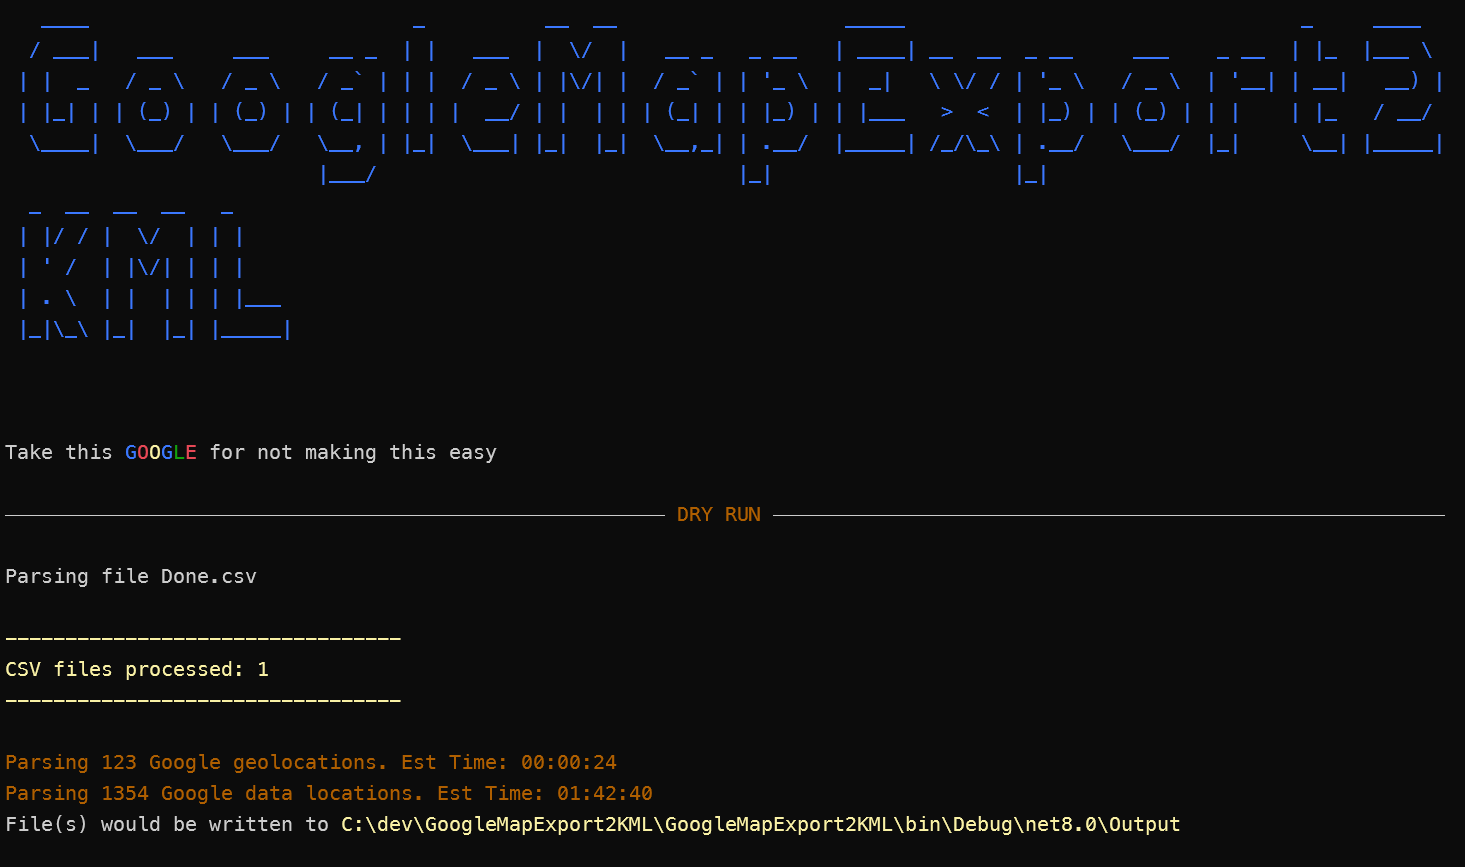 GoogleMapExport2
KML
Take this GOOGLE for not making this easy
DRY RUN
Parsing file Done.csv
---------------------------------
CSV files processed: 1
---------------------------------
Parsing 123 Google geolocations. Est Time: 00:00:24
Parsing 1354 Google data locations. Est Time: 01:42:40
File(s) would be written to C:\dev\GoogleMapExport2KML\GoogleMapExport2KML\bin\Debug\net8.0\Output